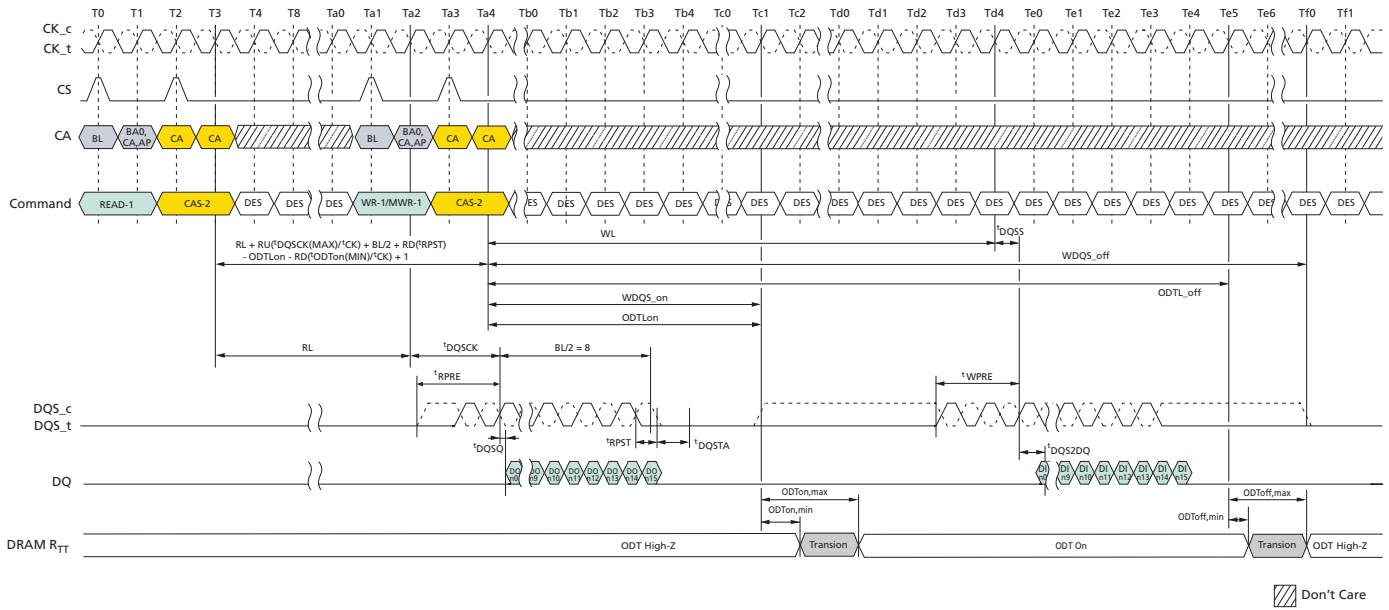 T0 T1 T2 T3 T4 T8 Ta0 Ta1 Ta2 Ta3 Ta4 Tb0 Tb1 Tb2 Tb3 Tb4 Tc0 Tc1 Tc2 Td0 Td1 Td2 Td3 Td4 Te0 Te1 Te2 Te3 Te4 Te5 Te6 Tf0 Tf1
CK_c
CK_t
CS
CA BL BA0, CA,AP CA CA BL BA0, CA,AP CA CA
Command READ-1 CAS-2 DES DES DES WR-1/MWR-1 CAS-2 DES DES DES DES DES DES DES DES DES DES DES DES DES DES DES DES DES DES DES DES DES DES
WL
tDQSS
RL + RU(tDQSCK(MAX)/tCK) + BL/2 + RD(tRPST)
- ODTLon - RD(tODTon(MIN)/tCK) + 1
WDQS_off
ODTL_off
WDQS_on
ODTLon
RL tDQSCK BL/2 = 8
tRPRE tWPRE
DQS_c
DQS_t
tDQSQ tRPST tDQSTA tDQS2DQ
DQ DO n0 DO n9 DO n10 DO n11 DO n12 DO n13 DO n14 DO n15 DI n0 DI n9 DI n10 DI n11 DI n12 DI n13 DI n14 DI n15
ODTon,max ODToff,max
ODTon,min ODToff,min
DRAM RTT ODT High-Z Transion ODT On Transion ODT High-Z
Don't Care